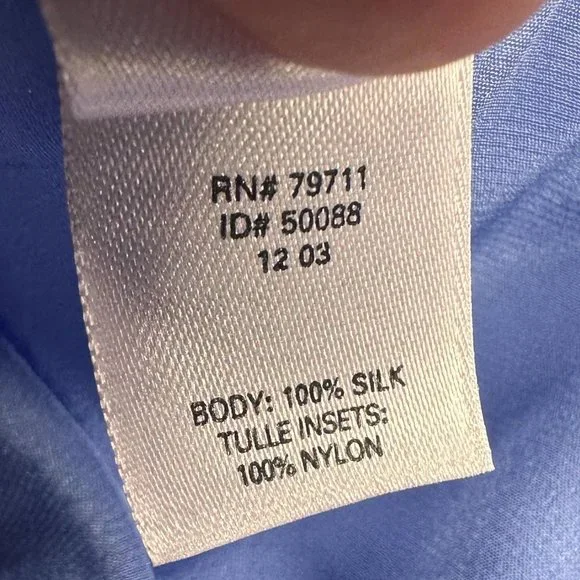 RN# 79711
ID# 50088
12 03
BODY: 100% SILK
TULLE INSETS:
100% NYLON